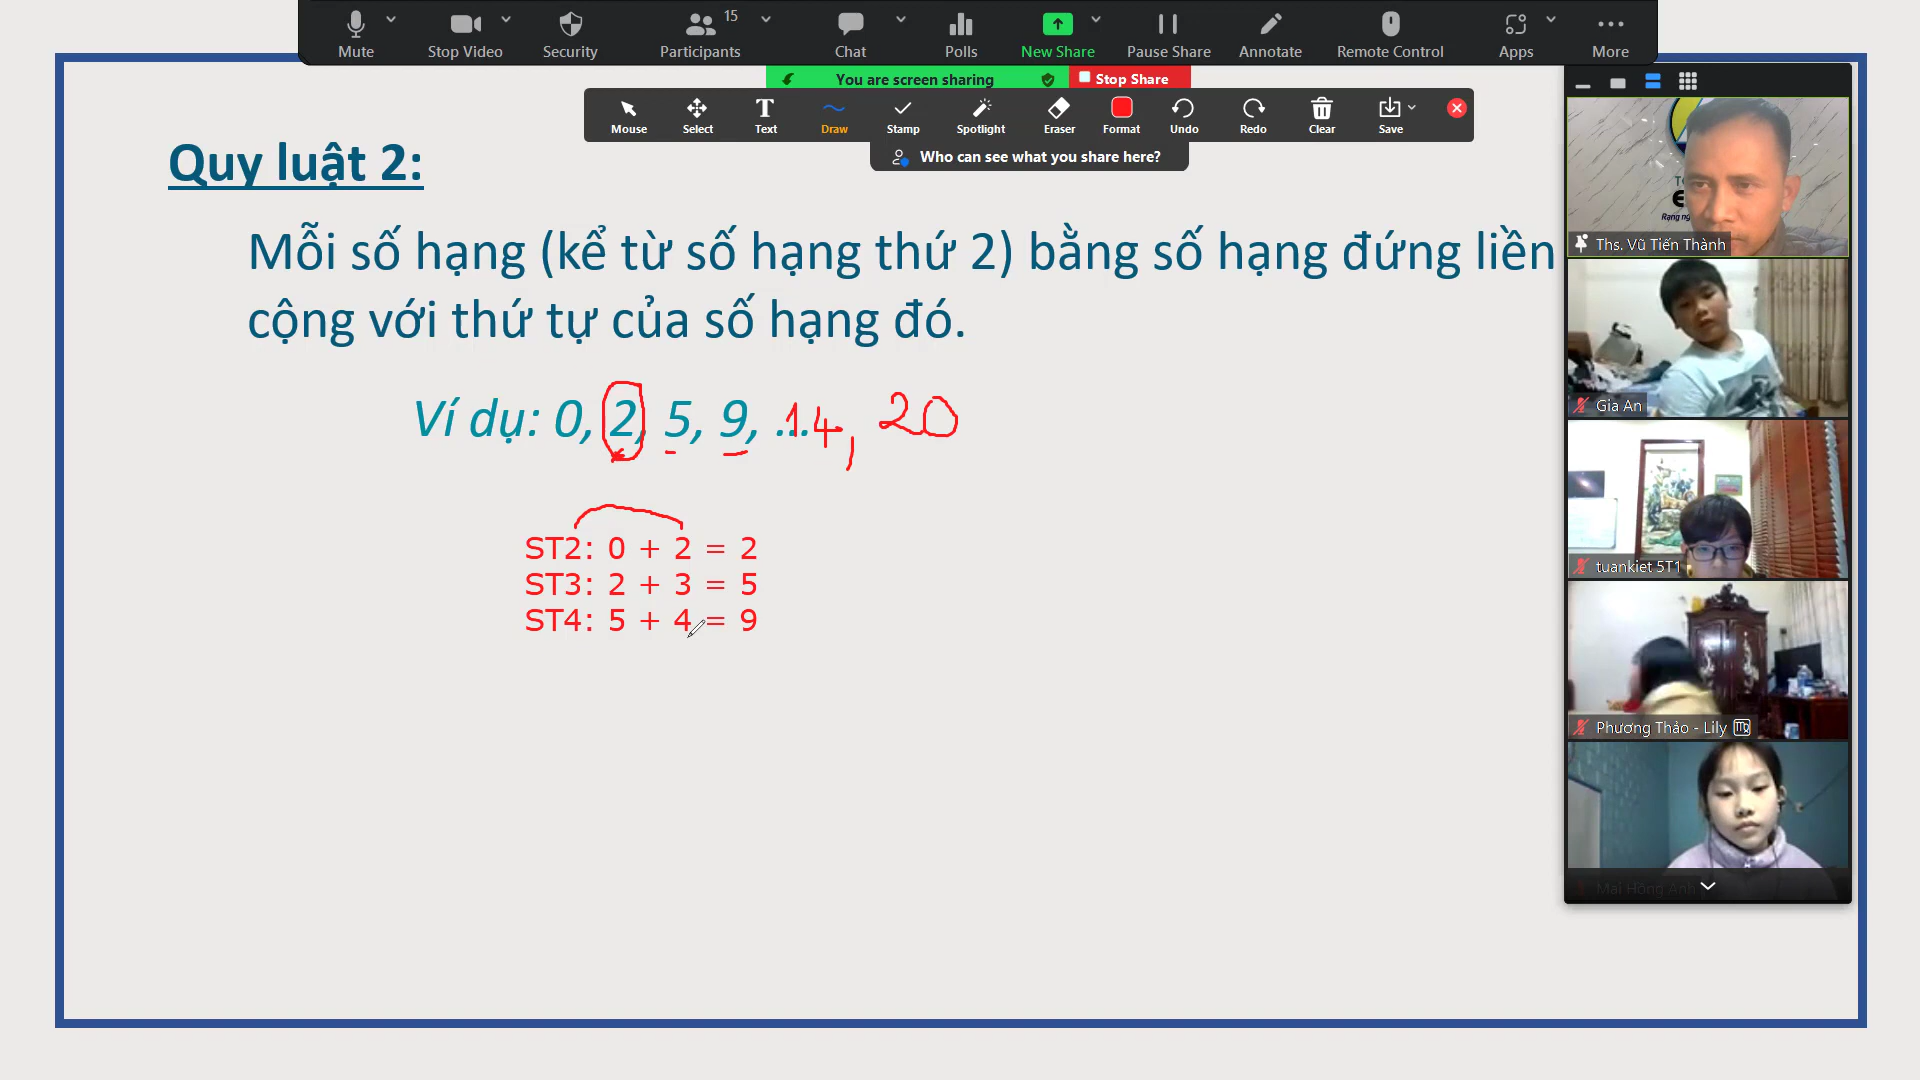 Mute
Stop Video
Security
Participants 15
Chat
Polls
New Share
Pause Share
Annotate
Remote Control
Apps
More
You are screen sharing
Stop Share
Mouse
Select
Text
Draw
Stamp
Spotlight
Eraser
Format
Undo
Redo
Clear
Save
Who can see what you share here?
Quy luật 2:
Mỗi số hạng (kể từ số hạng thứ 2) bằng số hạng đứng liền
cộng với thứ tự của số hạng đó.
Ví dụ: 0, 2, 5, 9, ... 14, 20
ST2: 0 + 2 = 2
ST3: 2 + 3 = 5
ST4: 5 + 4 = 9
Ths. Vũ Tiến Thành
Gia An
tuankiet 5T1
Phương Thảo - Lily
Mai Hồng Anh